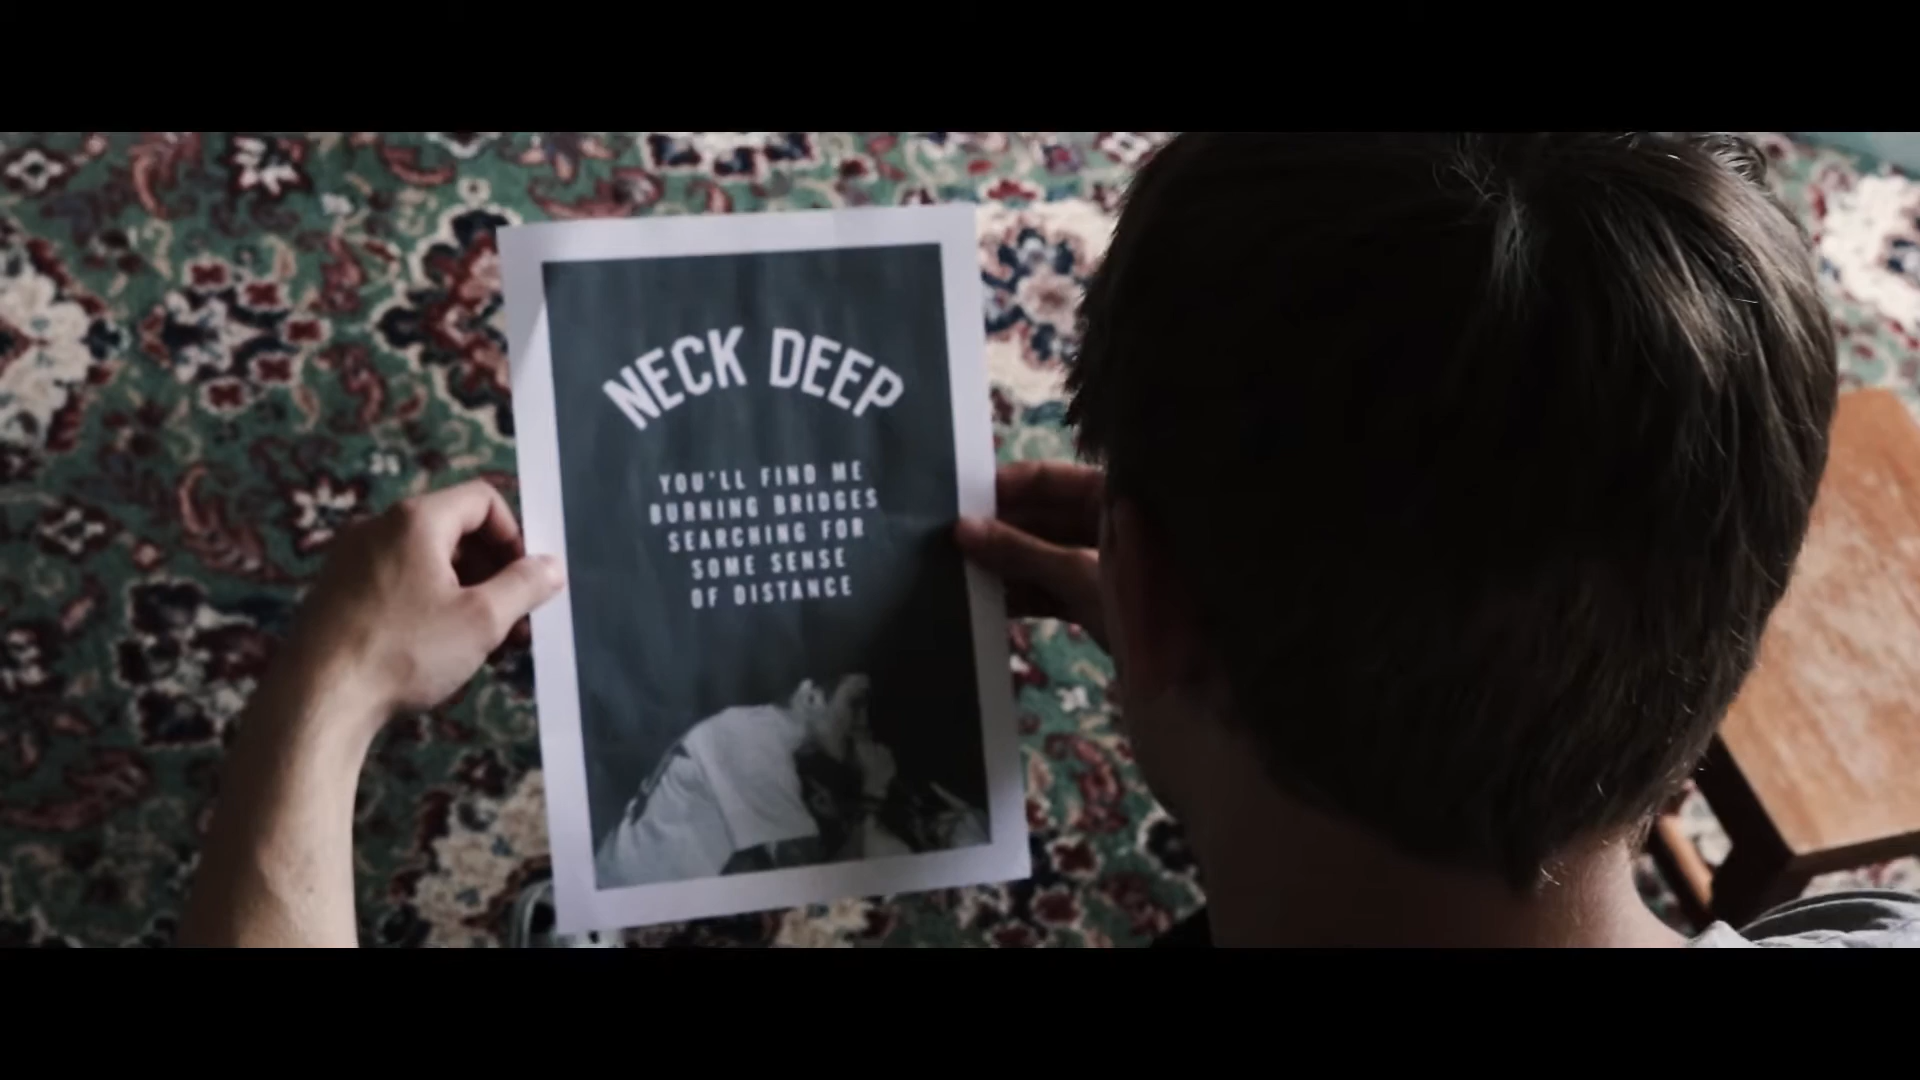 NECK DEEP
YOU'LL FIND ME
BURNING BRIDGES
SEARCHING FOR
SOME SENSE
OF DISTANCE